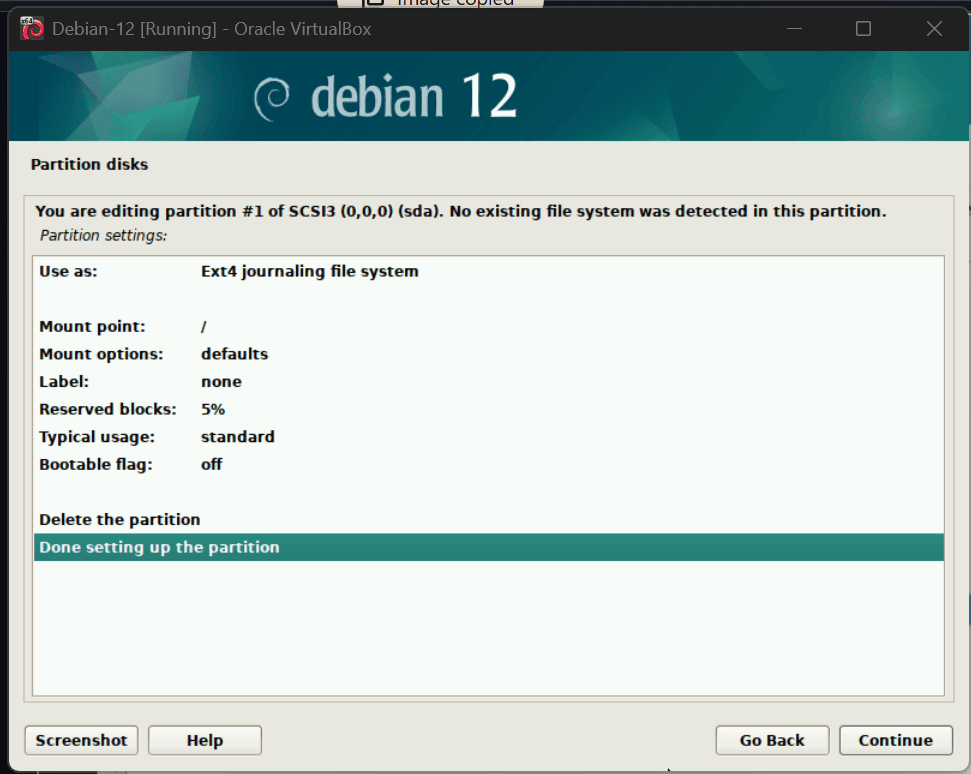 Image copied
Debian-12 [Running] - Oracle VirtualBox
debian 12
Partition disks
You are editing partition #1 of SCSI3 (0,0,0) (sda). No existing file system was detected in this partition.
Partition settings:
Use as: Ext4 journaling file system
Mount point: /
Mount options: defaults
Label: none
Reserved blocks: 5%
Typical usage: standard
Bootable flag: off
Delete the partition
Done setting up the partition
Screenshot Help Go Back Continue